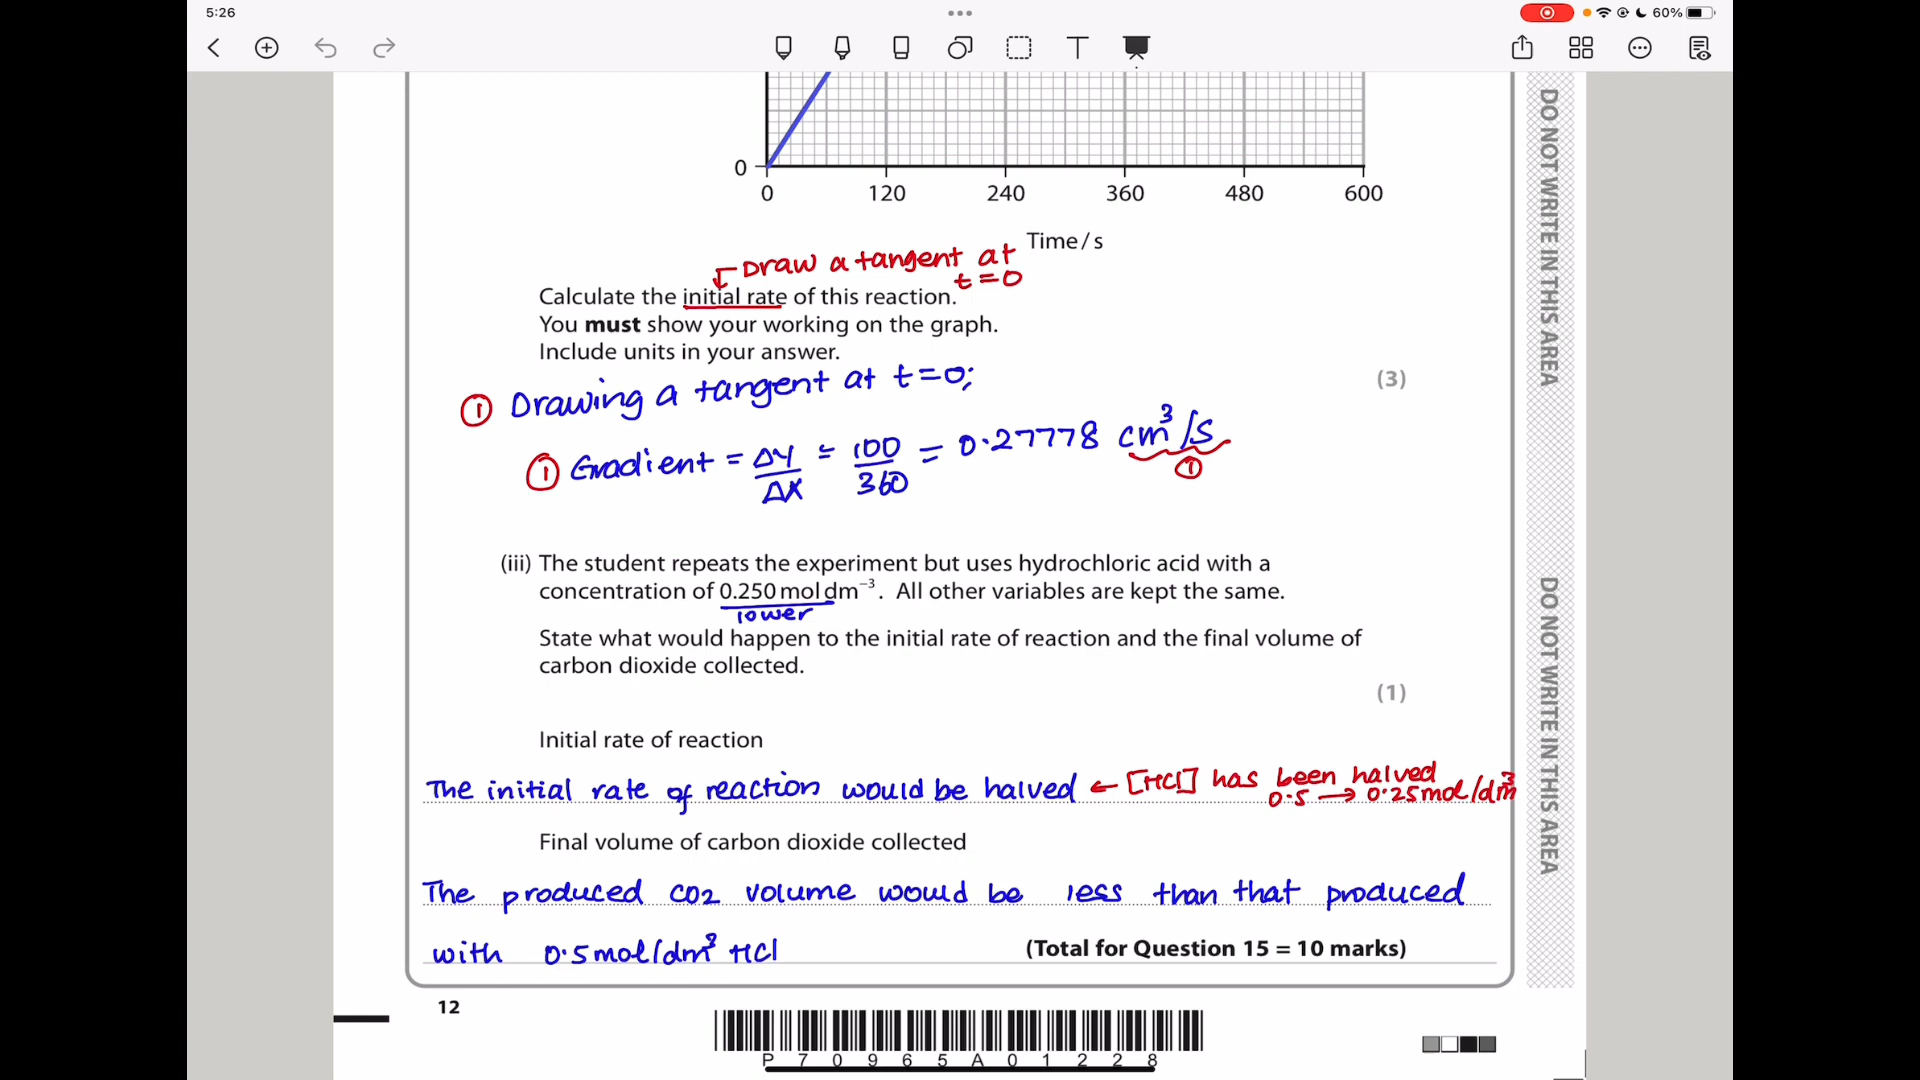 5:26
60%
0
0 120 240 360 480 600
Time / s
Draw a tangent at
t = 0
Calculate the initial rate of this reaction.
You must show your working on the graph.
Include units in your answer.
(3)
① Drawing a tangent at t=0;
① Gradient = ΔY/ΔX = 100/360 = 0.27778 cm³/s
①
(iii) The student repeats the experiment but uses hydrochloric acid with a
concentration of 0.250 mol dm⁻³. All other variables are kept the same.
lower
State what would happen to the initial rate of reaction and the final volume of
carbon dioxide collected.
(1)
Initial rate of reaction
The initial rate of reaction would be halved ← [HCl] has been halved
0.5 → 0.25mol/dm³
Final volume of carbon dioxide collected
The produced CO2 volume would be less than that produced
with 0.5mol/dm³ HCl
(Total for Question 15 = 10 marks)
12
P 7 0 9 6 5 A 0 1 2 2 8
DO NOT WRITE IN THIS AREA
DO NOT WRITE IN THIS AREA